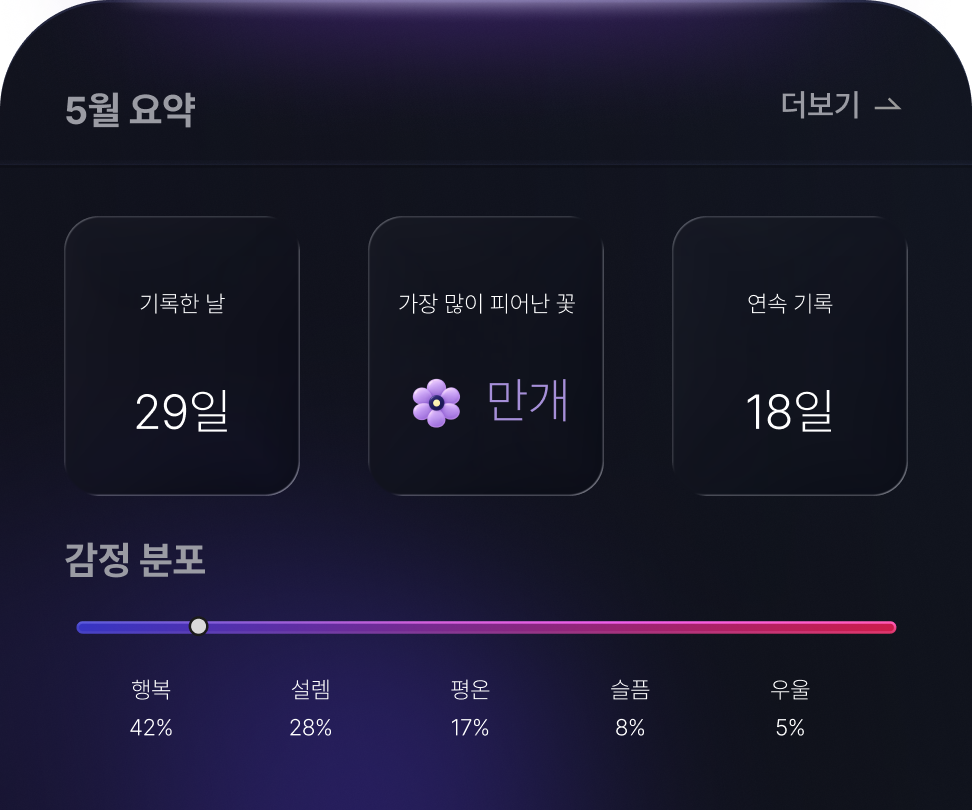 5월 요약
더보기 →
기록한 날
29일
가장 많이 피어난 꽃
만개
연속 기록
18일
감정 분포
행복 설렘 평온 슬픔 우울
42% 28% 17% 8% 5%